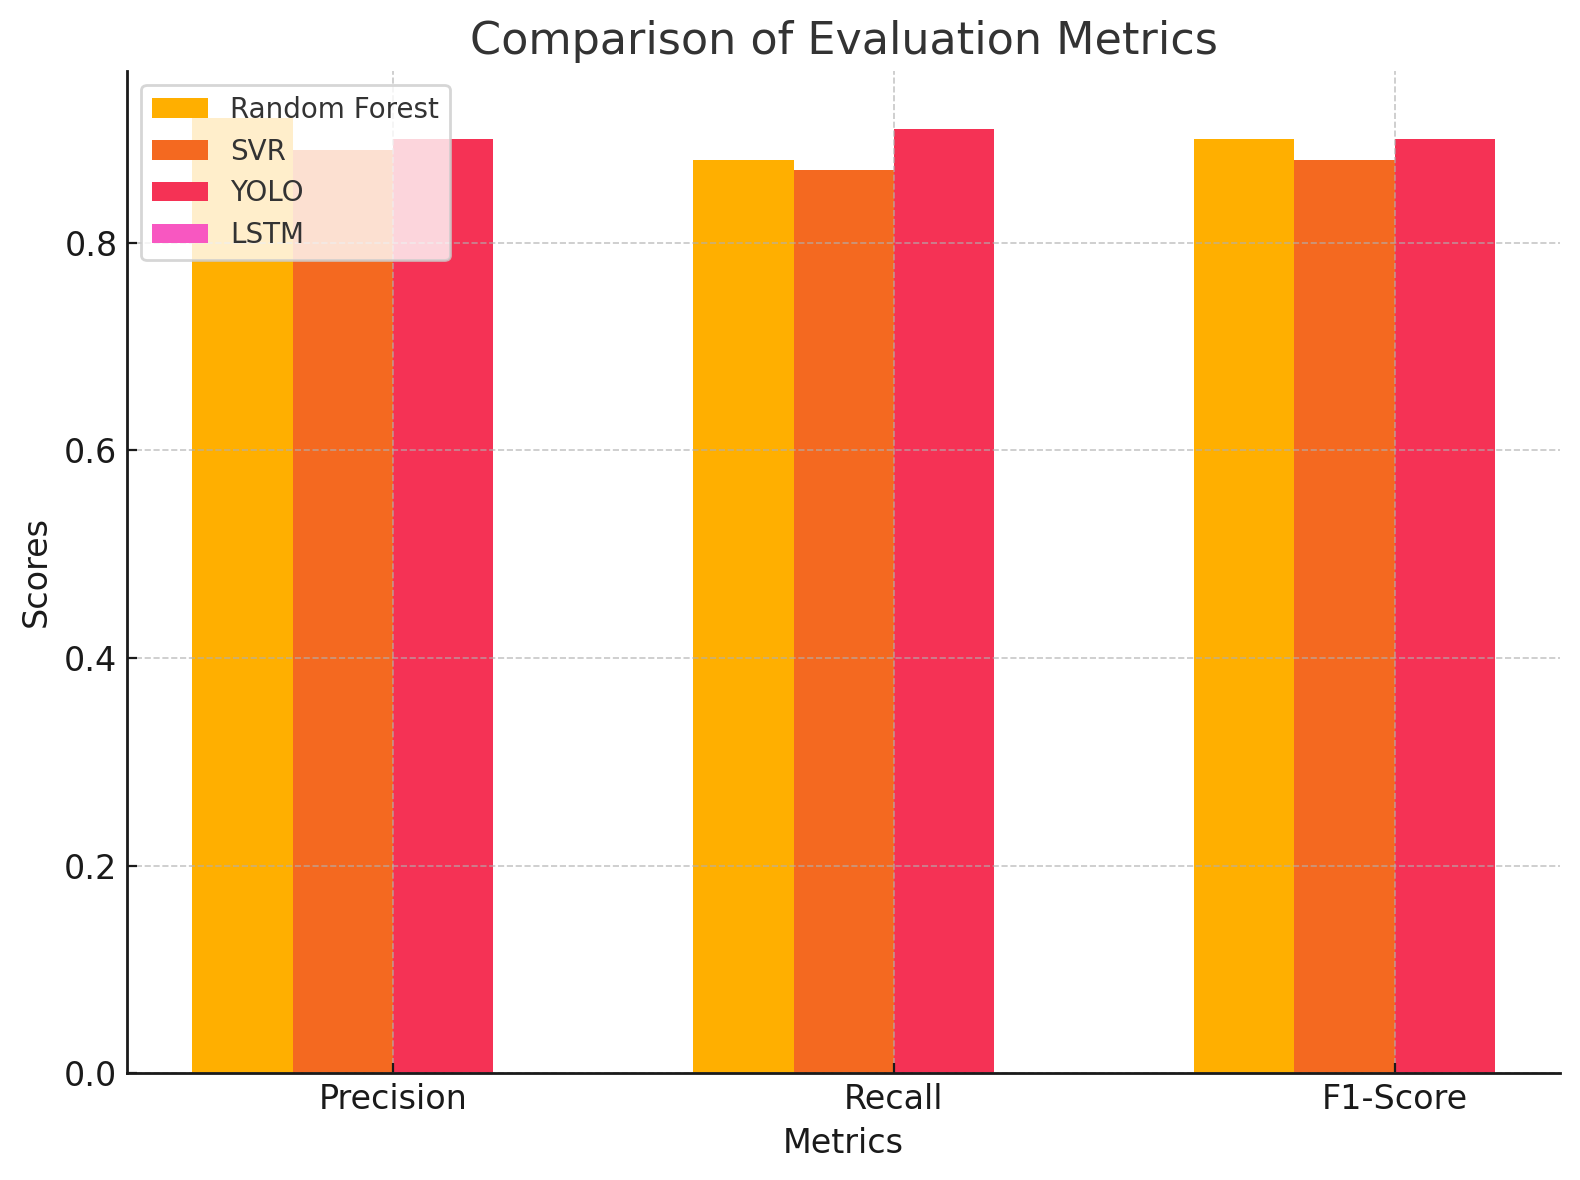 Comparison of Evaluation Metrics
Random Forest
SVR
YOLO
LSTM
0.8
0.6
0.4
0.2
0.0
Scores
Precision
Recall
F1-Score
Metrics